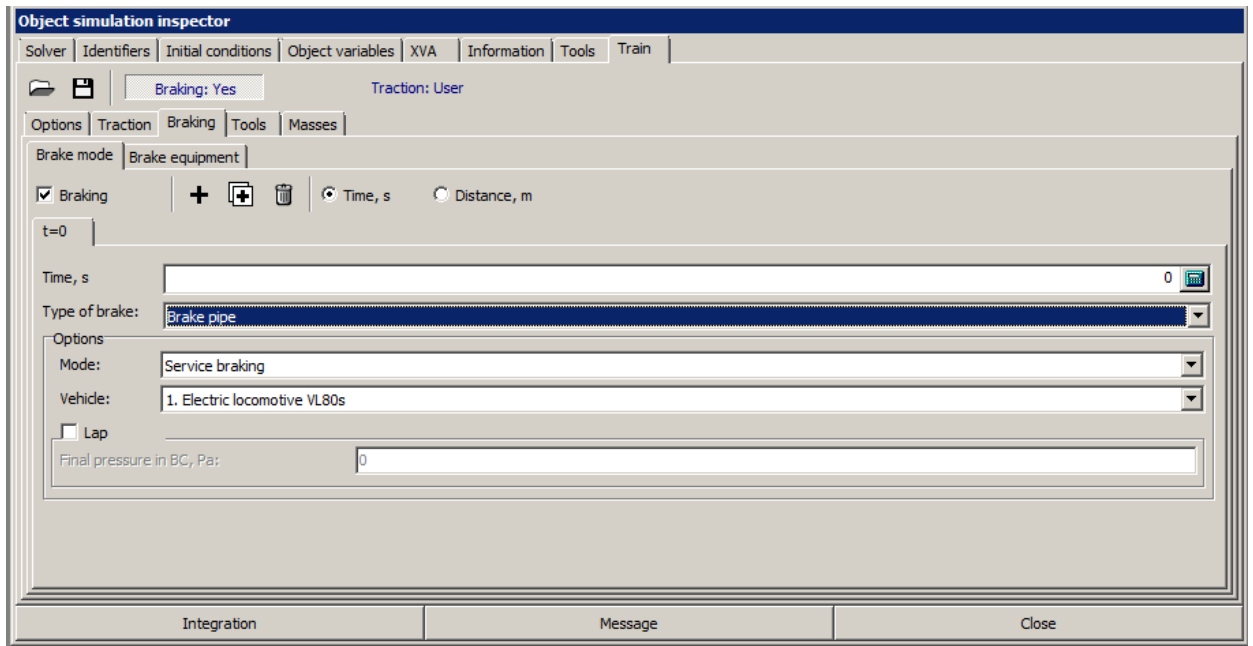 Object simulation inspector
Solver Identifiers Initial conditions Object variables XVA Information Tools Train
Braking: Yes Traction: User
Options Traction Braking Tools Masses
Brake mode Brake equipment
Braking Time, s Distance, m
t=0
Time, s 0
Type of brake: Brake pipe
Options
Mode: Service braking
Vehicle: 1. Electric locomotive VL80s
Lap
Final pressure in BC, Pa: 0
Integration Message Close